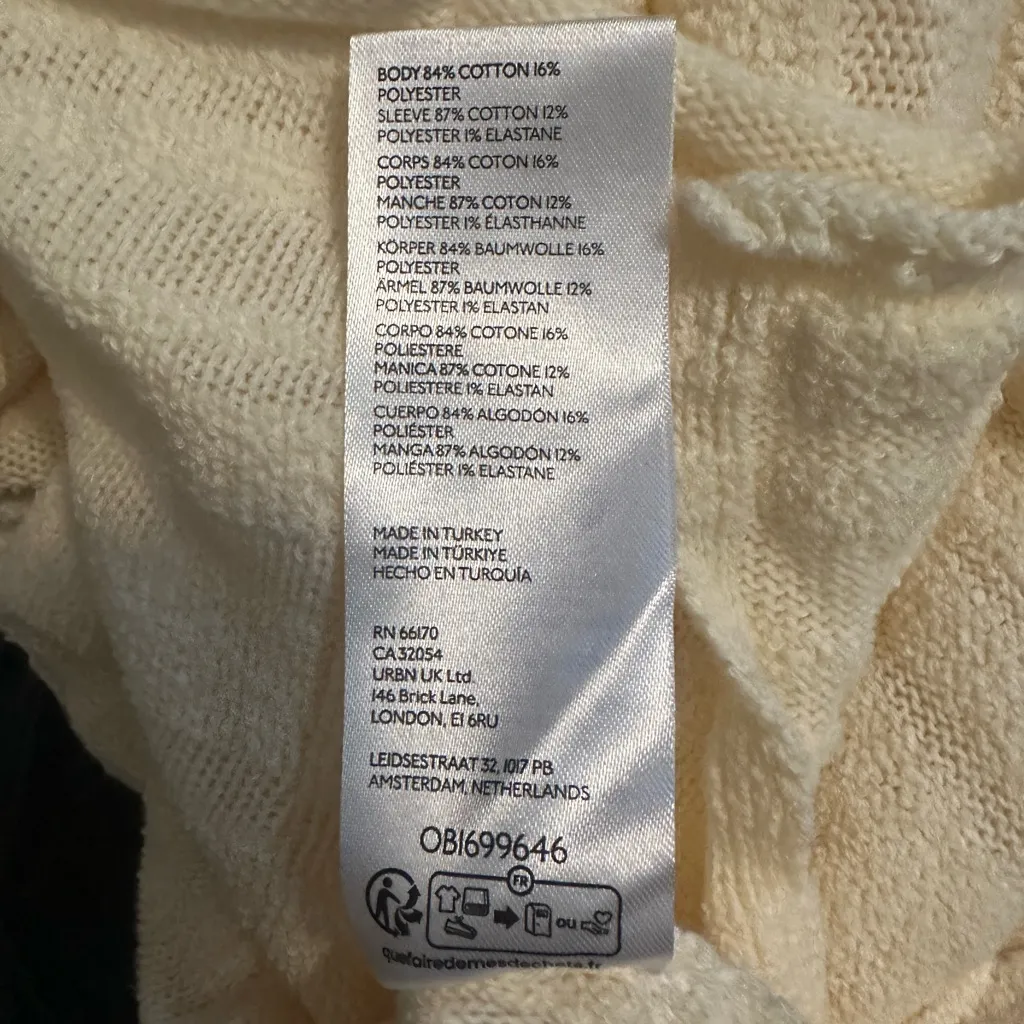 BODY 84% COTTON 16%
POLYESTER
SLEEVE 87% COTTON 12%
POLYESTER 1% ELASTANE
CORPS 84% COTON 16%
POLYESTER
MANCHE 87% COTON 12%
POLYESTER 1% ÉLASTHANNE
KÖRPER 84% BAUMWOLLE 16%
POLYESTER
ÄRMEL 87% BAUMWOLLE 12%
POLYESTER 1% ELASTAN
CORPO 84% COTONE 16%
POLIESTERE
MANICA 87% COTONE 12%
POLIESTERE 1% ELASTAN
CUERPO 84% ALGODÓN 16%
POLIÉSTER
MANGA 87% ALGODÓN 12%
POLIÉSTER 1% ELASTANE
MADE IN TURKEY
MADE IN TÜRKIYE
HECHO EN TURQUÍA
RN 66170
CA 32054
URBN UK Ltd
146 Brick Lane,
LONDON, E1 6RU
LEIDSESTRAAT 32, 1017 PB
AMSTERDAM, NETHERLANDS
OB1699646
FR
OU
quefairedemesdechets.fr